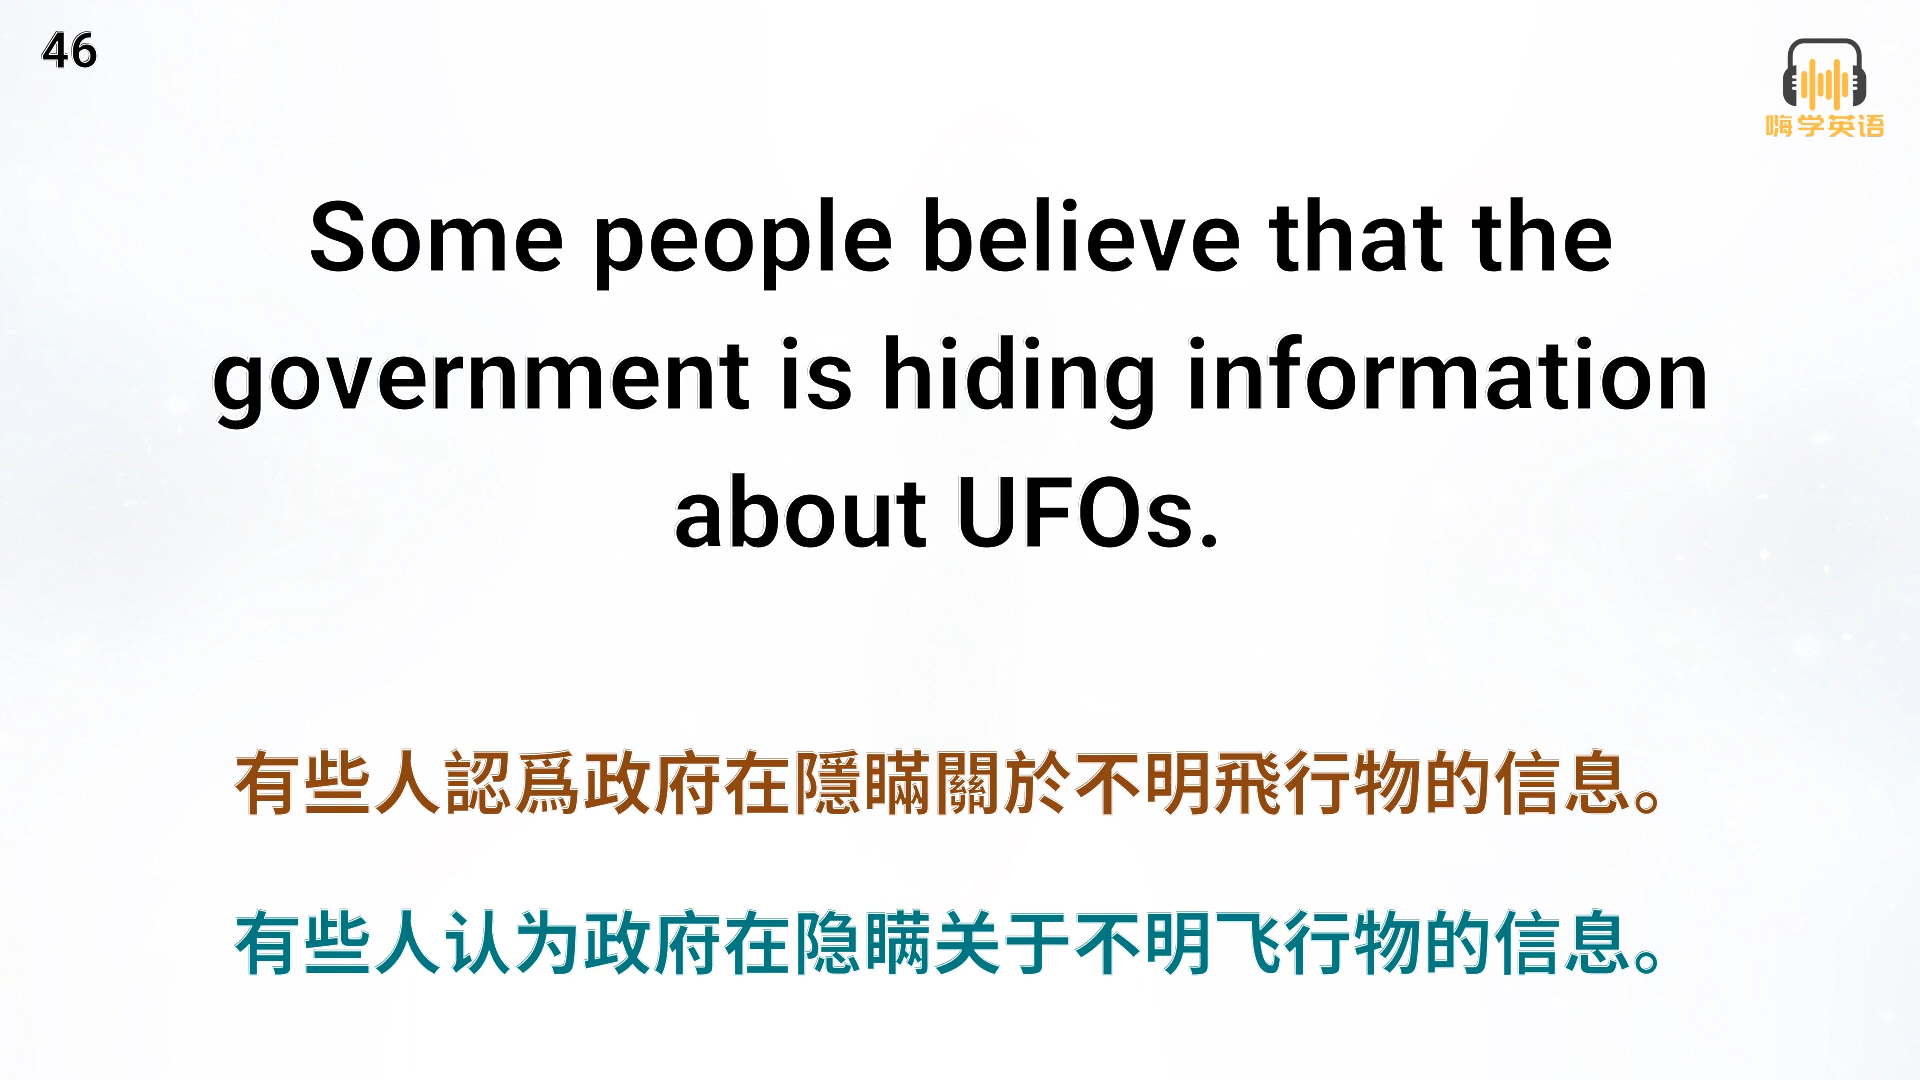 46
嗨学英语
Some people believe that the
government is hiding information
about UFOs.
有些人認爲政府在隱瞞關於不明飛行物的信息。
有些人认为政府在隐瞒关于不明飞行物的信息。